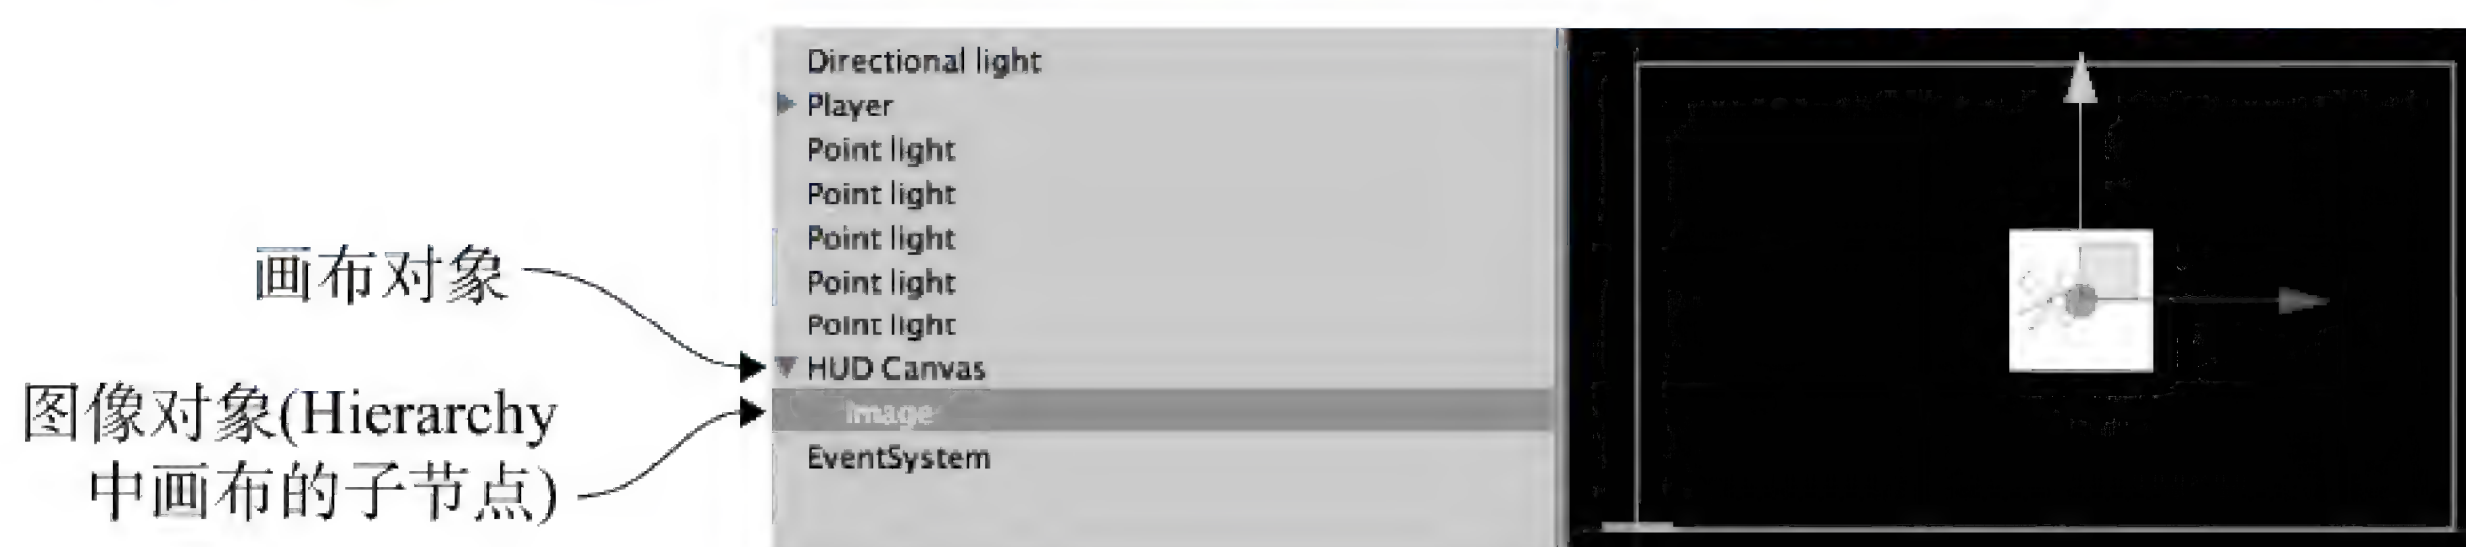 Directional light
Player
Point light
Point light
Point light
Point light
Point light
HUD Canvas
Image
EventSystem
画布对象
图像对象(Hierarchy
中画布的子节点)